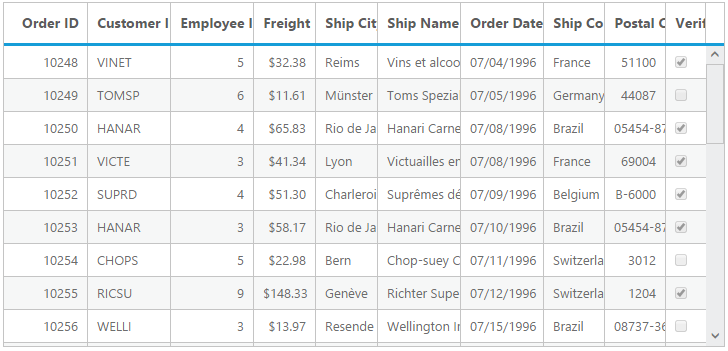 Order ID Customer I Employee I Freight Ship Cit Ship Name Order Date Ship Co Postal C Verif
10248 VINET 5 $32.38 Reims Vins et alcoo 07/04/1996 France 51100
10249 TOMSP 6 $11.61 Münster Toms Spezia 07/05/1996 Germany 44087
10250 HANAR 4 $65.83 Rio de Ja Hanari Carne 07/08/1996 Brazil 05454-87
10251 VICTE 3 $41.34 Lyon Victuailles en 07/08/1996 France 69004
10252 SUPRD 4 $51.30 Charleroi Suprêmes dé 07/09/1996 Belgium B-6000
10253 HANAR 3 $58.17 Rio de Ja Hanari Carne 07/10/1996 Brazil 05454-87
10254 CHOPS 5 $22.98 Bern Chop-suey C 07/11/1996 Switzerla 3012
10255 RICSU 9 $148.33 Genève Richter Supe 07/12/1996 Switzerla 1204
10256 WELLI 3 $13.97 Resende Wellington In 07/15/1996 Brazil 08737-36